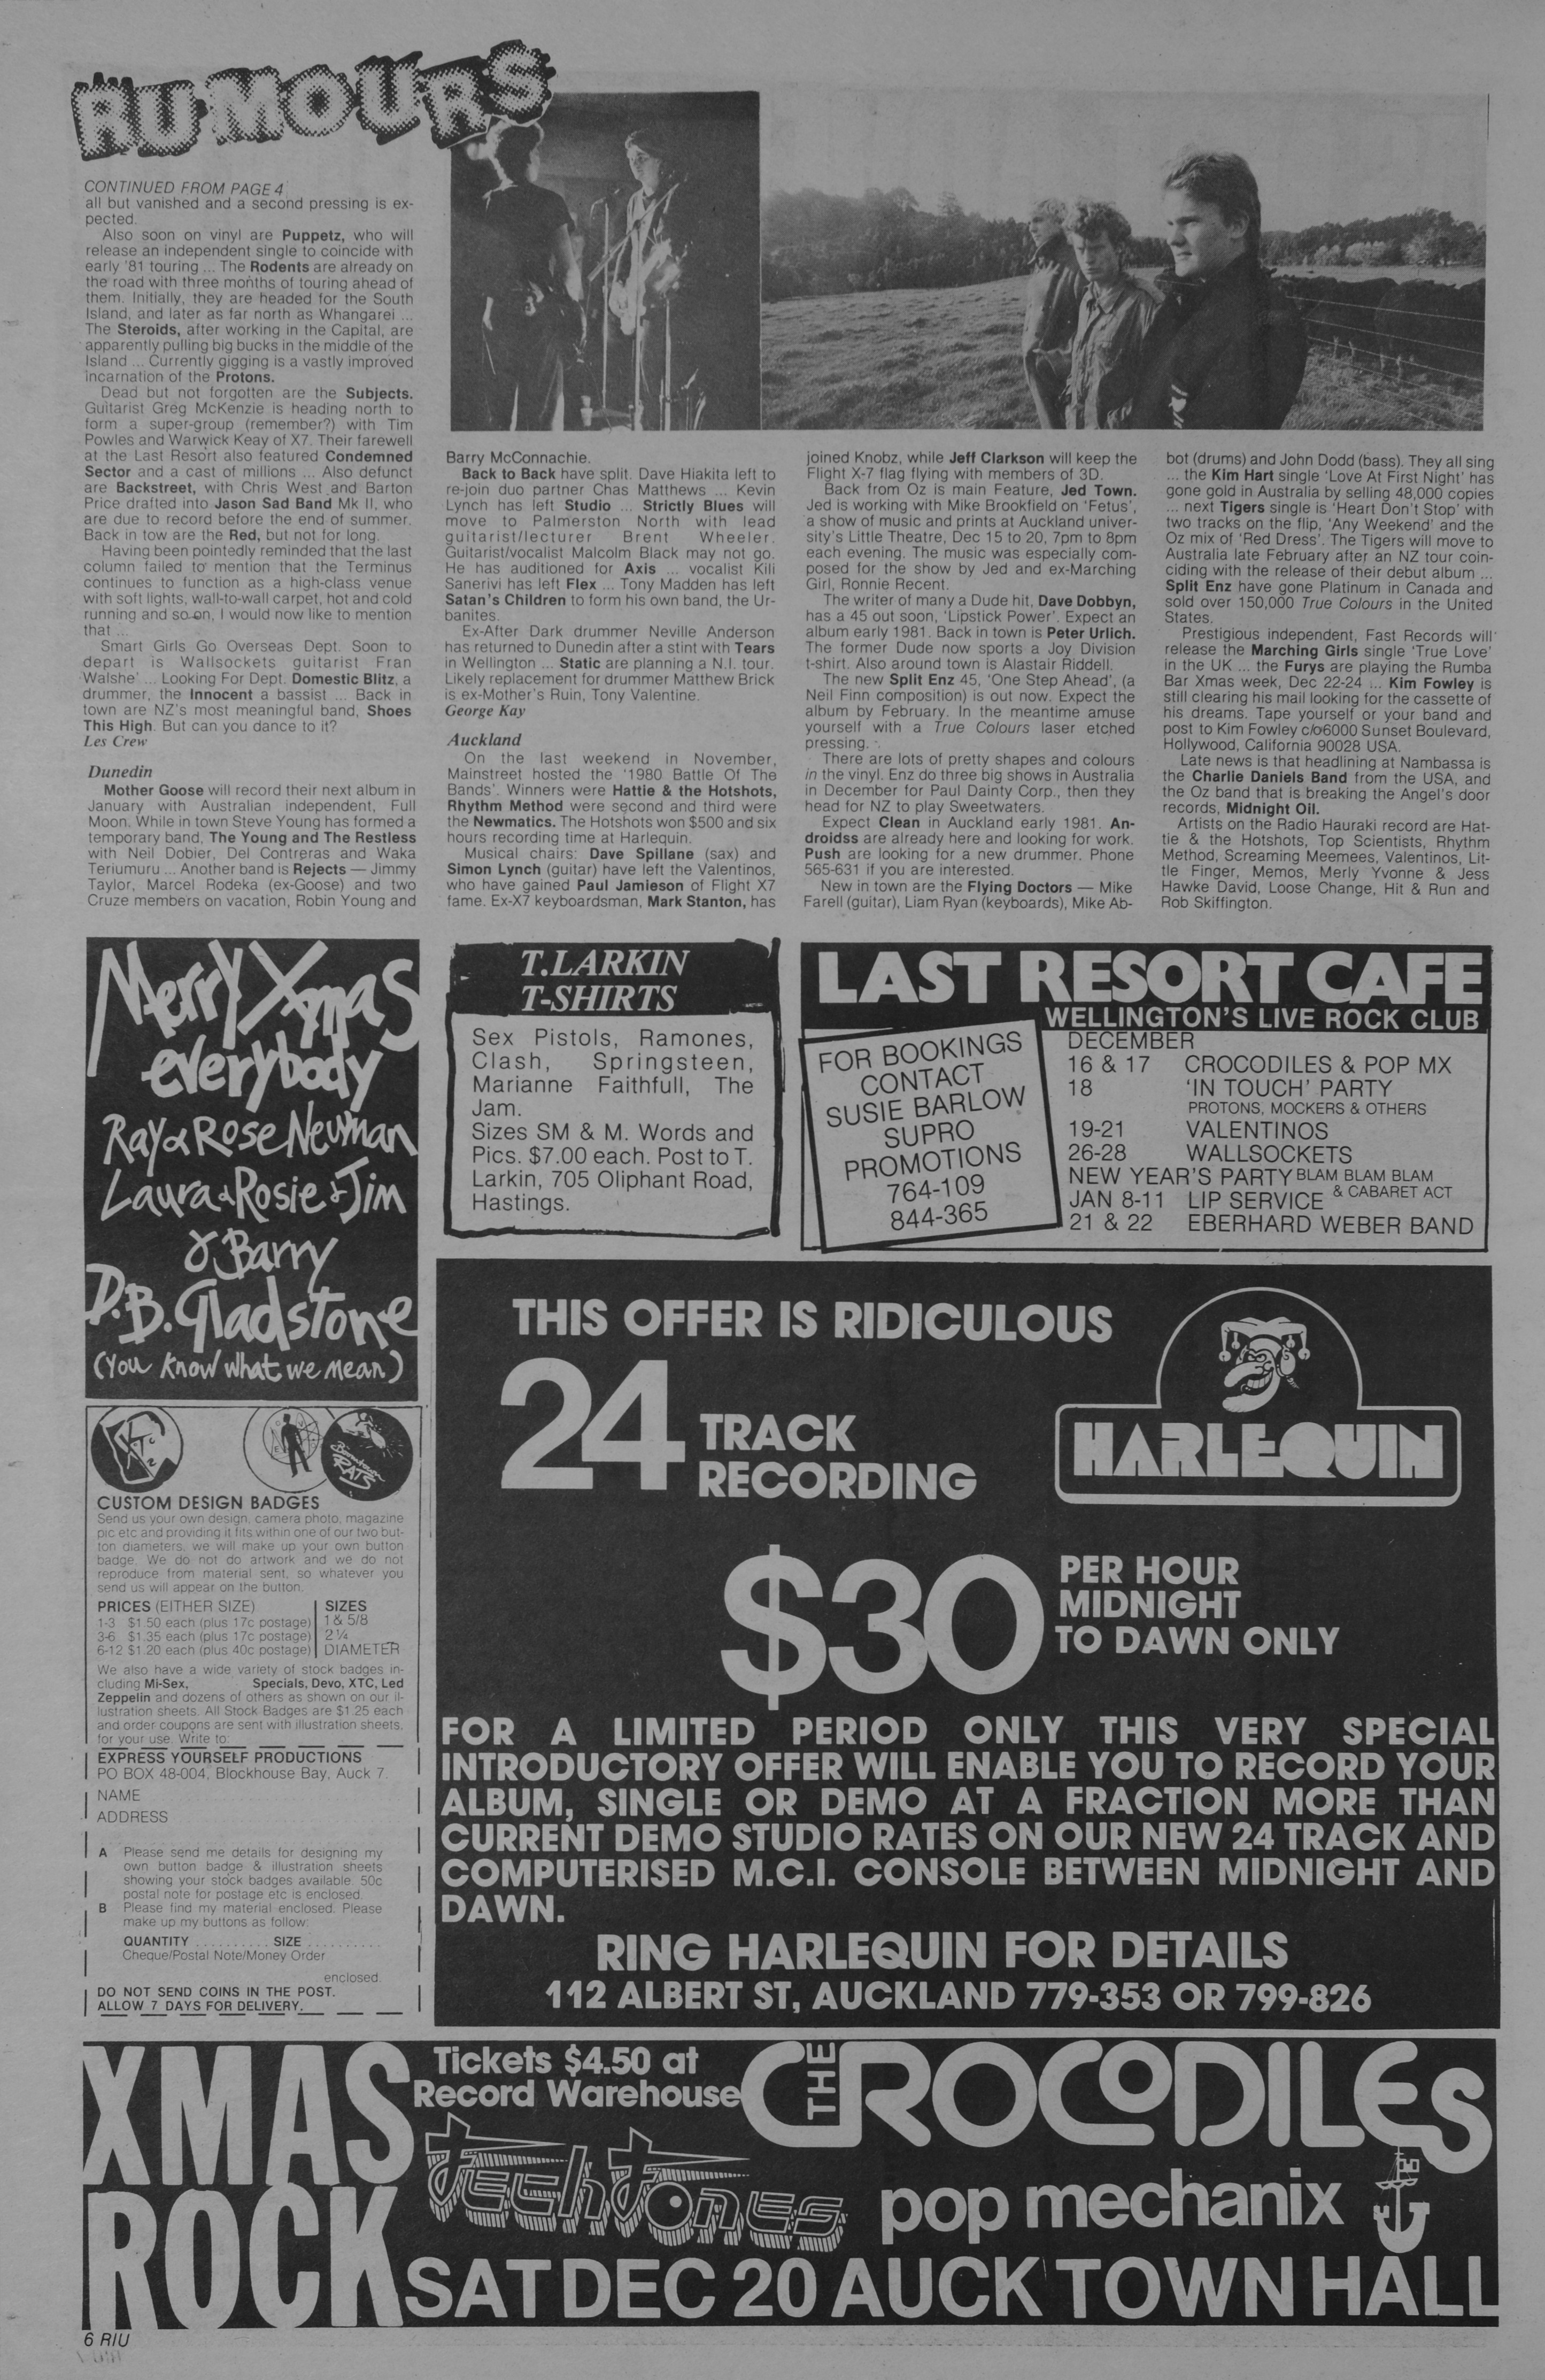 RUMOURS
CONTINUED FROM PAGE 4
all but vanished and a second pressing is ex-
pected.
Also soon on vinyl are Puppetz, who will
release an independent single to coincide with
early '81 touring ... The Rodents are already on
the road with three months of touring ahead of
them. Initially, they are headed for the South
Island, and later as far north as Whangarei ...
The Steroids, after working in the Capital, are
apparently pulling big bucks in the middle of the
Island ... Currently gigging is a vastly improved
incarnation of the Protons.
Dead but not forgotten are the Subjects.
Guitarist Greg McKenzie is heading north to
form a super-group (remember?) with Tim
Powles and Warwick Keay of X7. Their farewell
at the Last Resort also featured Condemned
Sector and a cast of millions ... Also defunct
are Backstreet, with Chris West and Barton
Price drafted into Jason Sad Band Mk II, who
are due to record before the end of summer.
Back in tow are the Red, but not for long.
Having been pointedly reminded that the last
column failed to mention that the Terminus
continues to function as a high-class venue
with soft lights, wall-to-wall carpet, hot and cold
running and so on, I would now like to mention
that ...
Smart Girls Go Overseas Dept. Soon to
depart is Wallsockets guitarist Fran
Walshe' ... Looking For Dept. Domestic Blitz, a
drummer, the Innocent a bassist ... Back in
town are NZ's most meaningful band, Shoes
This High. But can you dance to it?
Les Crew
Dunedin
Mother Goose will record their next album in
January with Australian independent, Full
Moon. While in town Steve Young has formed a
temporary band, The Young and The Restless
with Neil Dobier, Del Contreras and Waka
Teriumuru ... Another band is Rejects — Jimmy
Taylor, Marcel Rodeka (ex-Goose) and two
Cruze members on vacation, Robin Young and
Barry McConnachie.
Back to Back have split. Dave Hiakita left to
re-join duo partner Chas Matthews ... Kevin
Lynch has left Studio ... Strictly Blues will
move to Palmerston North with lead
guitarist/lecturer Brent Wheeler.
Guitarist/vocalist Malcolm Black may not go.
He has auditioned for Axis ... vocalist Kili
Sanerivi has left Flex ... Tony Madden has left
Satan's Children to form his own band, the Ur-
banites.
Ex-After Dark drummer Neville Anderson
has returned to Dunedin after a stint with Tears
in Wellington ... Static are planning a N.I. tour.
Likely replacement for drummer Matthew Brick
is ex-Mother's Ruin, Tony Valentine.
George Kay
Auckland
On the last weekend in November,
Mainstreet hosted the '1980 Battle Of The
Bands'. Winners were Hattie & the Hotshots,
Rhythm Method were second and third were
the Newmatics. The Hotshots won $500 and six
hours recording time at Harlequin.
Musical chairs: Dave Spillane (sax) and
Simon Lynch (guitar) have left the Valentinos,
who have gained Paul Jamieson of Flight X7
fame. Ex-X7 keyboardsman, Mark Stanton, has
joined Knobz, while Jeff Clarkson will keep the
Flight X-7 flag flying with members of 3D.
Back from Oz is main Feature, Jed Town.
Jed is working with Mike Brookfield on 'Fetus',
a show of music and prints at Auckland univer-
sity's Little Theatre, Dec 15 to 20, 7pm to 8pm
each evening. The music was especially com-
posed for the show by Jed and ex-Marching
Girl, Ronnie Recent.
The writer of many a Dude hit, Dave Dobbyn,
has a 45 out soon, 'Lipstick Power'. Expect an
album early 1981. Back in town is Peter Urlich.
The former Dude now sports a Joy Division
t-shirt. Also around town is Alastair Riddell.
The new Split Enz 45, 'One Step Ahead', (a
Neil Finn composition) is out now. Expect the
album by February. In the meantime amuse
yourself with a True Colours laser etched
pressing.
There are lots of pretty shapes and colours
in the vinyl. Enz do three big shows in Australia
in December for Paul Dainty Corp., then they
head for NZ to play Sweetwaters.
Expect Clean in Auckland early 1981. An-
droidss are already here and looking for work.
Push are looking for a new drummer. Phone
565-631 if you are interested.
New in town are the Flying Doctors — Mike
Farell (guitar), Liam Ryan (keyboards), Mike Ab-
bot (drums) and John Dodd (bass). They all sing
... the Kim Hart single 'Love At First Night' has
gone gold in Australia by selling 48,000 copies
... next Tigers single is 'Heart Don't Stop' with
two tracks on the flip, 'Any Weekend' and the
Oz mix of 'Red Dress'. The Tigers will move to
Australia late February after an NZ tour coin-
ciding with the release of their debut album ...
Split Enz have gone Platinum in Canada and
sold over 150,000 True Colours in the United
States.
Prestigious independent, Fast Records will
release the Marching Girls single 'True Love'
in the UK ... the Furys are playing the Rumba
Bar Xmas week, Dec 22-24 ... Kim Fowley is
still clearing his mail looking for the cassette of
his dreams. Tape yourself or your band and
post to Kim Fowley c/o6000 Sunset Boulevard,
Hollywood, California 90028 USA.
Late news is that headlining at Nambassa is
the Charlie Daniels Band from the USA, and
the Oz band that is breaking the Angel's door
records, Midnight Oil.
Artists on the Radio Hauraki record are Hat-
tie & the Hotshots, Top Scientists, Rhythm
Method, Screaming Meemees, Valentinos, Lit-
tle Finger, Memos, Merly Yvonne & Jess
Hawke David, Loose Change, Hit & Run and
Rob Skiffington.
Merry Xmas
everybody
Ray & Rose Neuman
Laura & Rosie & Jim
& Barry
D.B. Gladstone
(You know what we mean)
T.LARKIN
T-SHIRTS
Sex Pistols, Ramones,
Clash, Springsteen,
Marianne Faithfull, The
Jam.
Sizes SM & M. Words and
Pics. $7.00 each. Post to T.
Larkin, 705 Oliphant Road,
Hastings.
LAST RESORT CAFE
WELLINGTON'S LIVE ROCK CLUB
FOR BOOKINGS
CONTACT
SUSIE BARLOW
SUPRO
PROMOTIONS
764-109
844-365
DECEMBER
16 & 17 CROCODILES & POP MX
18 'IN TOUCH' PARTY
PROTONS, MOCKERS & OTHERS
19-21 VALENTINOS
26-28 WALLSOCKETS
NEW YEAR'S PARTY BLAM BLAM BLAM
& CABARET ACT
JAN 8-11 LIP SERVICE
21 & 22 EBERHARD WEBER BAND
XTC
Boomtown
RATS
CUSTOM DESIGN BADGES
Send us your own design, camera photo, magazine
pic etc and providing it fits within one of our two but-
ton diameters, we will make up your own button
badge. We do not do artwork and we do not
reproduce from material sent, so whatever you
send us will appear on the button.
PRICES (EITHER SIZE) SIZES
1-3 $1.50 each (plus 17c postage) 1 & 5/8
3-6 $1.35 each (plus 17c postage) 2 ¼
6-12 $1.20 each (plus 40c postage) DIAMETER
We also have a wide variety of stock badges in-
cluding Mi-Sex, Specials, Devo, XTC, Led
Zeppelin and dozens of others as shown on our il-
lustration sheets. All Stock Badges are $1.25 each
and order coupons are sent with illustration sheets,
for your use. Write to:
EXPRESS YOURSELF PRODUCTIONS
PO BOX 48-004, Blockhouse Bay, Auck 7.
NAME
ADDRESS
A Please send me details for designing my
own button badge & illustration sheets
showing your stock badges available. 50c
postal note for postage etc is enclosed.
B Please find my material enclosed. Please
make up my buttons as follow:
QUANTITY .......... SIZE ..........
Cheque/Postal Note/Money Order
enclosed.
DO NOT SEND COINS IN THE POST.
ALLOW 7 DAYS FOR DELIVERY.
THIS OFFER IS RIDICULOUS
24 TRACK
RECORDING
HARLEQUIN
$30 PER HOUR
MIDNIGHT
TO DAWN ONLY
FOR A LIMITED PERIOD ONLY THIS VERY SPECIAL
INTRODUCTORY OFFER WILL ENABLE YOU TO RECORD YOUR
ALBUM, SINGLE OR DEMO AT A FRACTION MORE THAN
CURRENT DEMO STUDIO RATES ON OUR NEW 24 TRACK AND
COMPUTERISED M.C.I. CONSOLE BETWEEN MIDNIGHT AND
DAWN.
RING HARLEQUIN FOR DETAILS
112 ALBERT ST, AUCKLAND 779-353 OR 799-826
XMAS
ROCK
Tickets $4.50 at
Record Warehouse
THE CROCODILES
TechTones
pop mechanix
SAT DEC 20 AUCK TOWN HALL
6 RIU